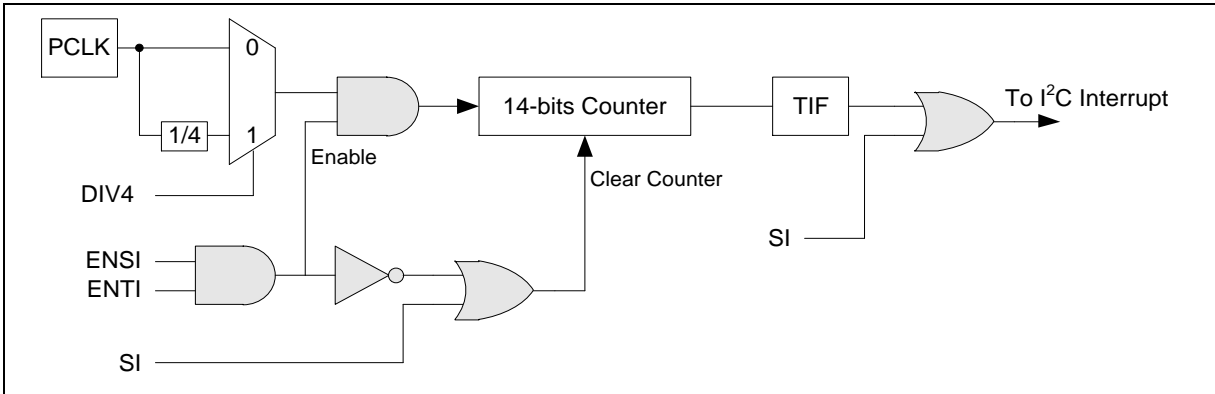 PCLK
0
1/4
1
DIV4
Enable
14-bits Counter
TIF
To I²C Interrupt
Clear Counter
SI
ENSI
ENTI
SI